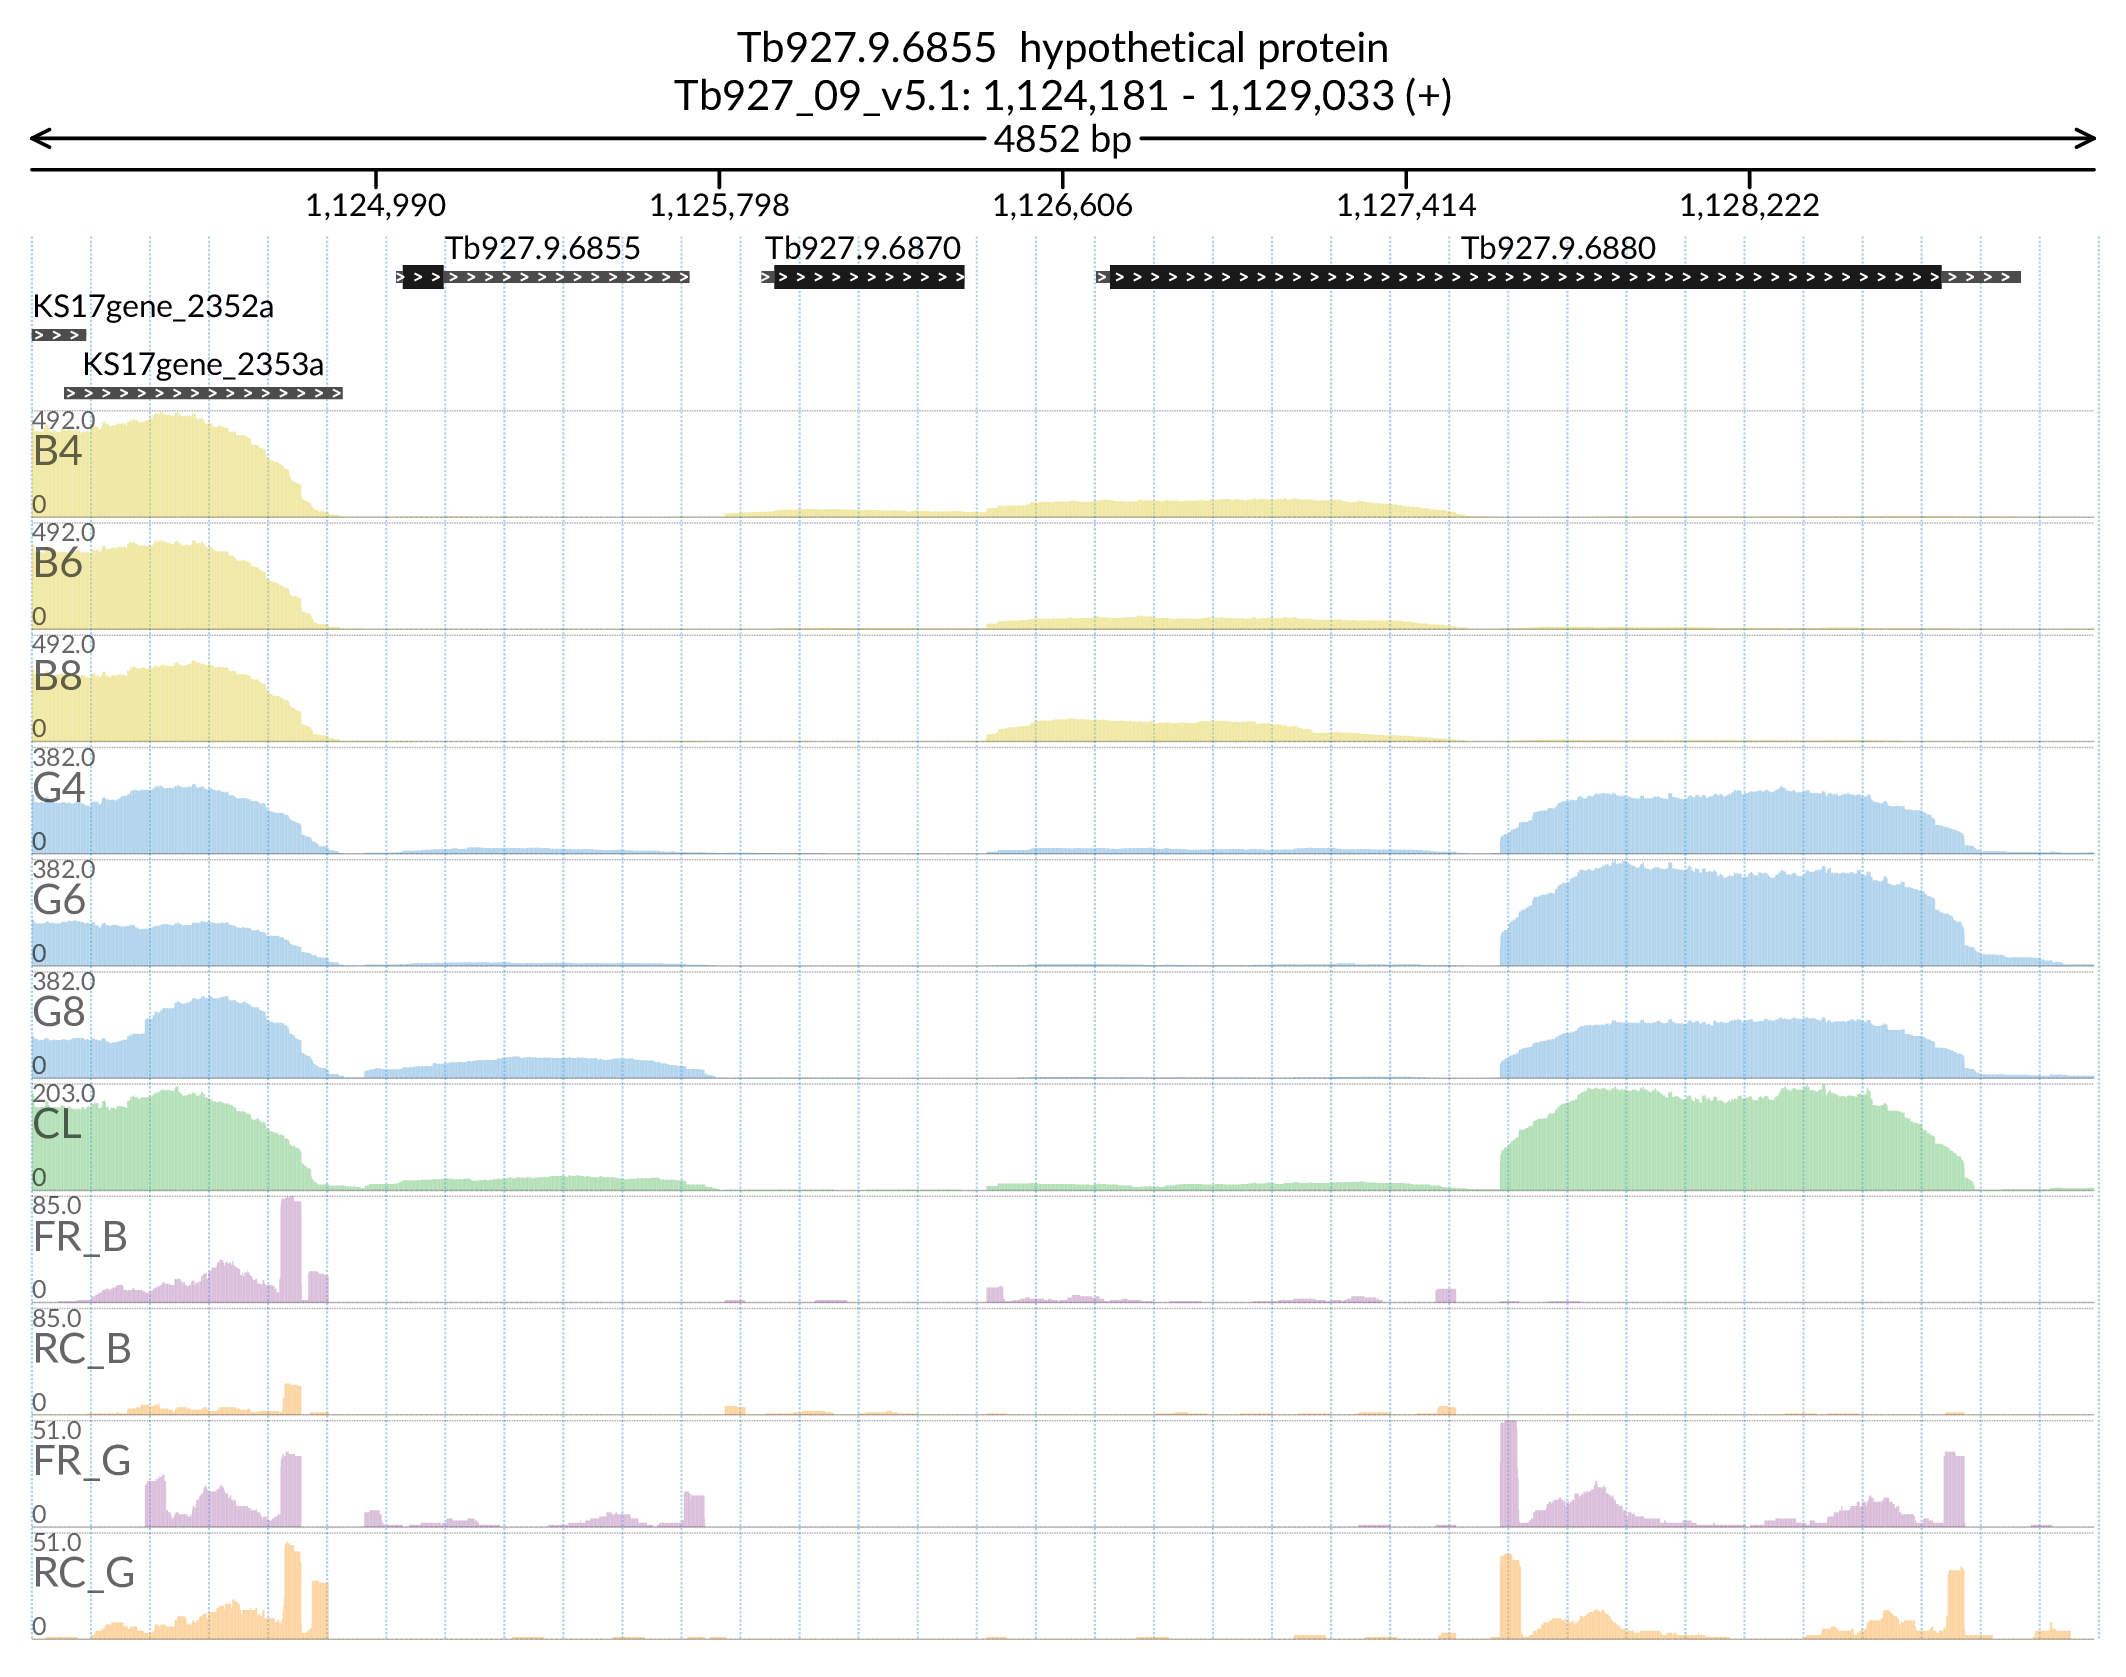 Tb927.9.6855  hypothetical protein
Tb927_09_v5.1: 1,124,181 - 1,129,033 (+)
4852 bp
1,124,990 1,125,798 1,126,606 1,127,414 1,128,222
Tb927.9.6855 Tb927.9.6870 Tb927.9.6880
KS17gene_2352a
KS17gene_2353a
492.0
B4
0
492.0
B6
0
492.0
B8
0
382.0
G4
0
382.0
G6
0
382.0
G8
0
203.0
CL
0
85.0
FR_B
0
85.0
RC_B
0
51.0
FR_G
0
51.0
RC_G
0